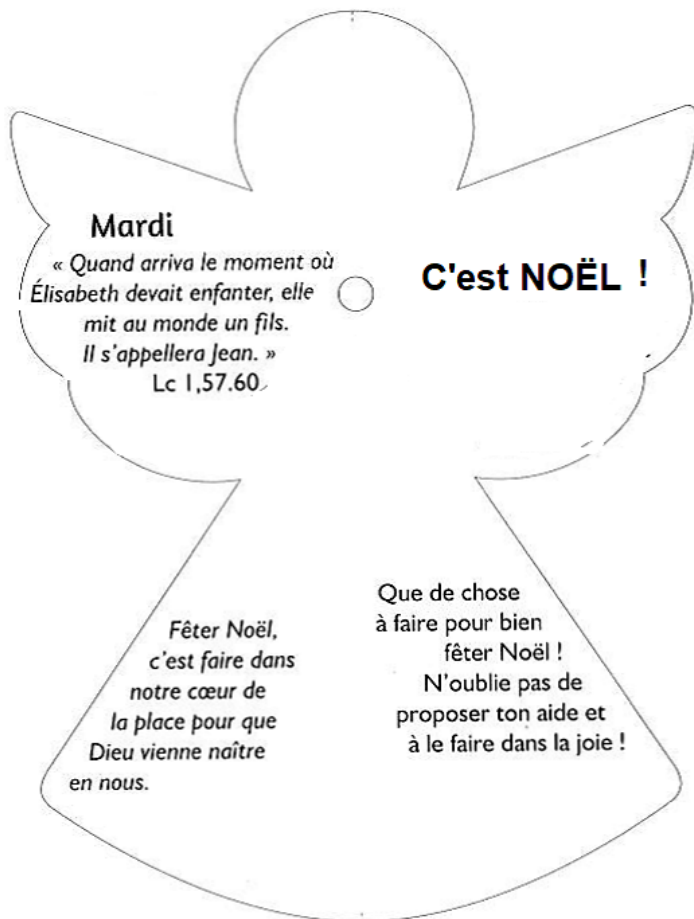 Mardi
« Quand arriva le moment où
Élisabeth devait enfanter, elle
mit au monde un fils.
Il s'appellera Jean. »
Lc 1,57.60
C'est NOËL !
Fêter Noël,
c'est faire dans
notre cœur de
la place pour que
Dieu vienne naître
en nous.
Que de chose
à faire pour bien
fêter Noël !
N'oublie pas de
proposer ton aide et
à le faire dans la joie !